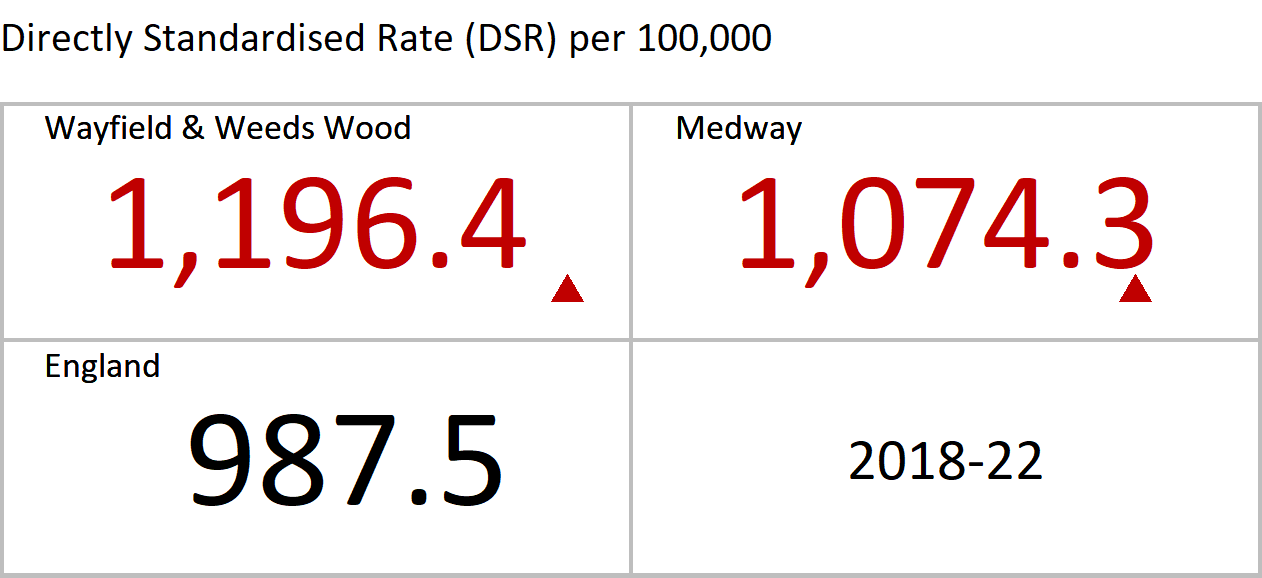 Directly Standardised Rate (DSR) per 100,000
Wayfield & Weeds Wood
1,196.4
Medway
1,074.3
England
987.5
2018-22